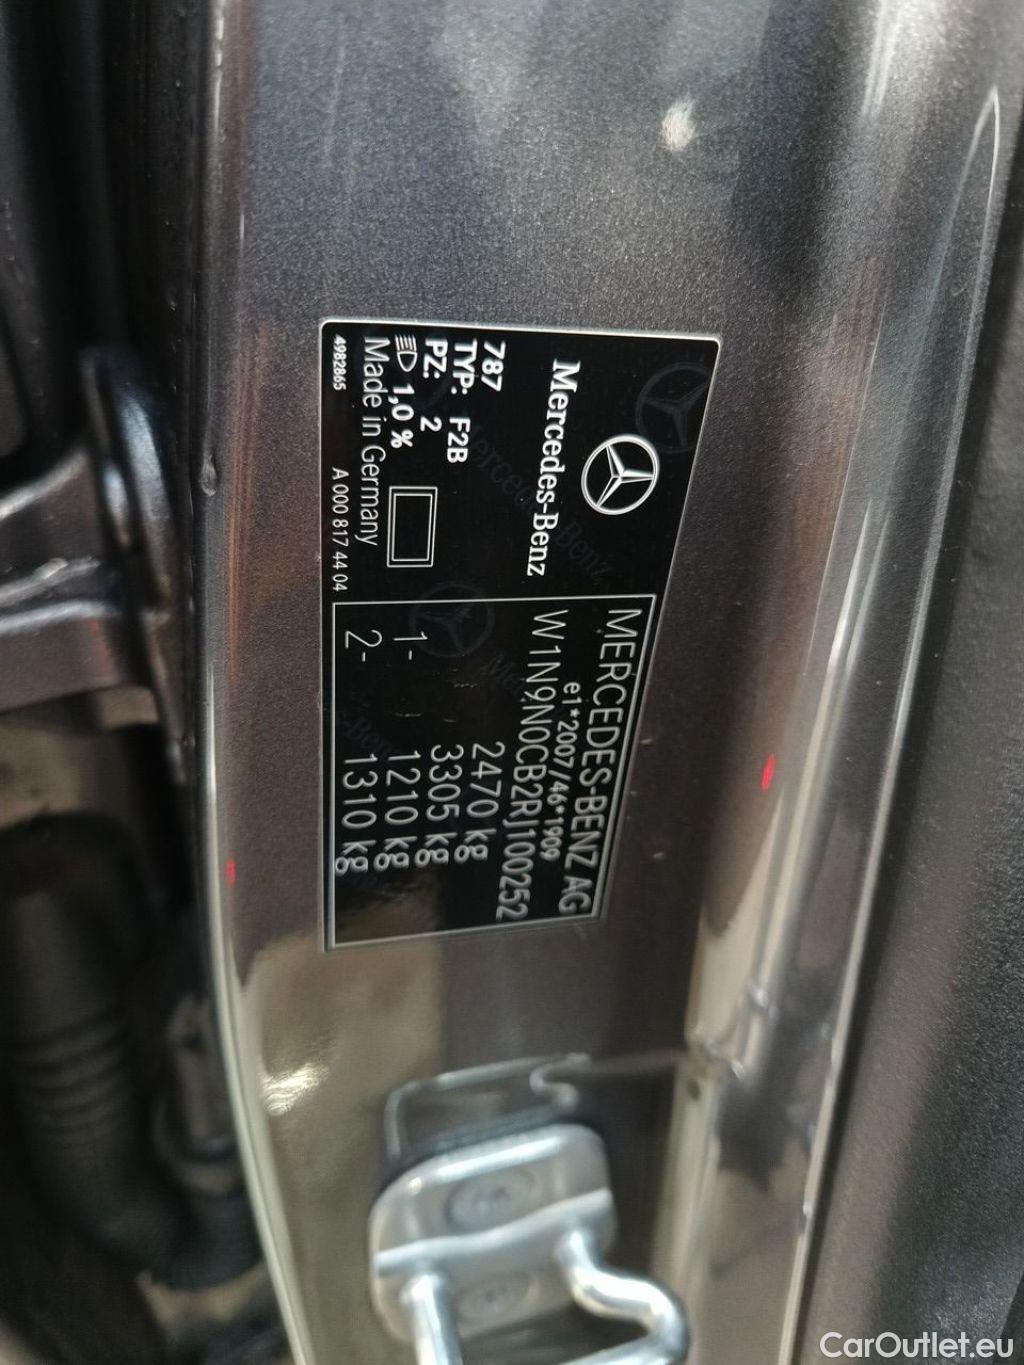 Mercedes-Benz
787
TYP: F2B
PZ: 2
1,0 %
Made in Germany
4982865 A 000 817 44 04
MERCEDES-BENZ AG
e1*2007/46*1909
W1N9N0CB2RJ100252
2470 kg
3305 kg
1- 1210 kg
2- 1310 kg
CarOutlet.eu